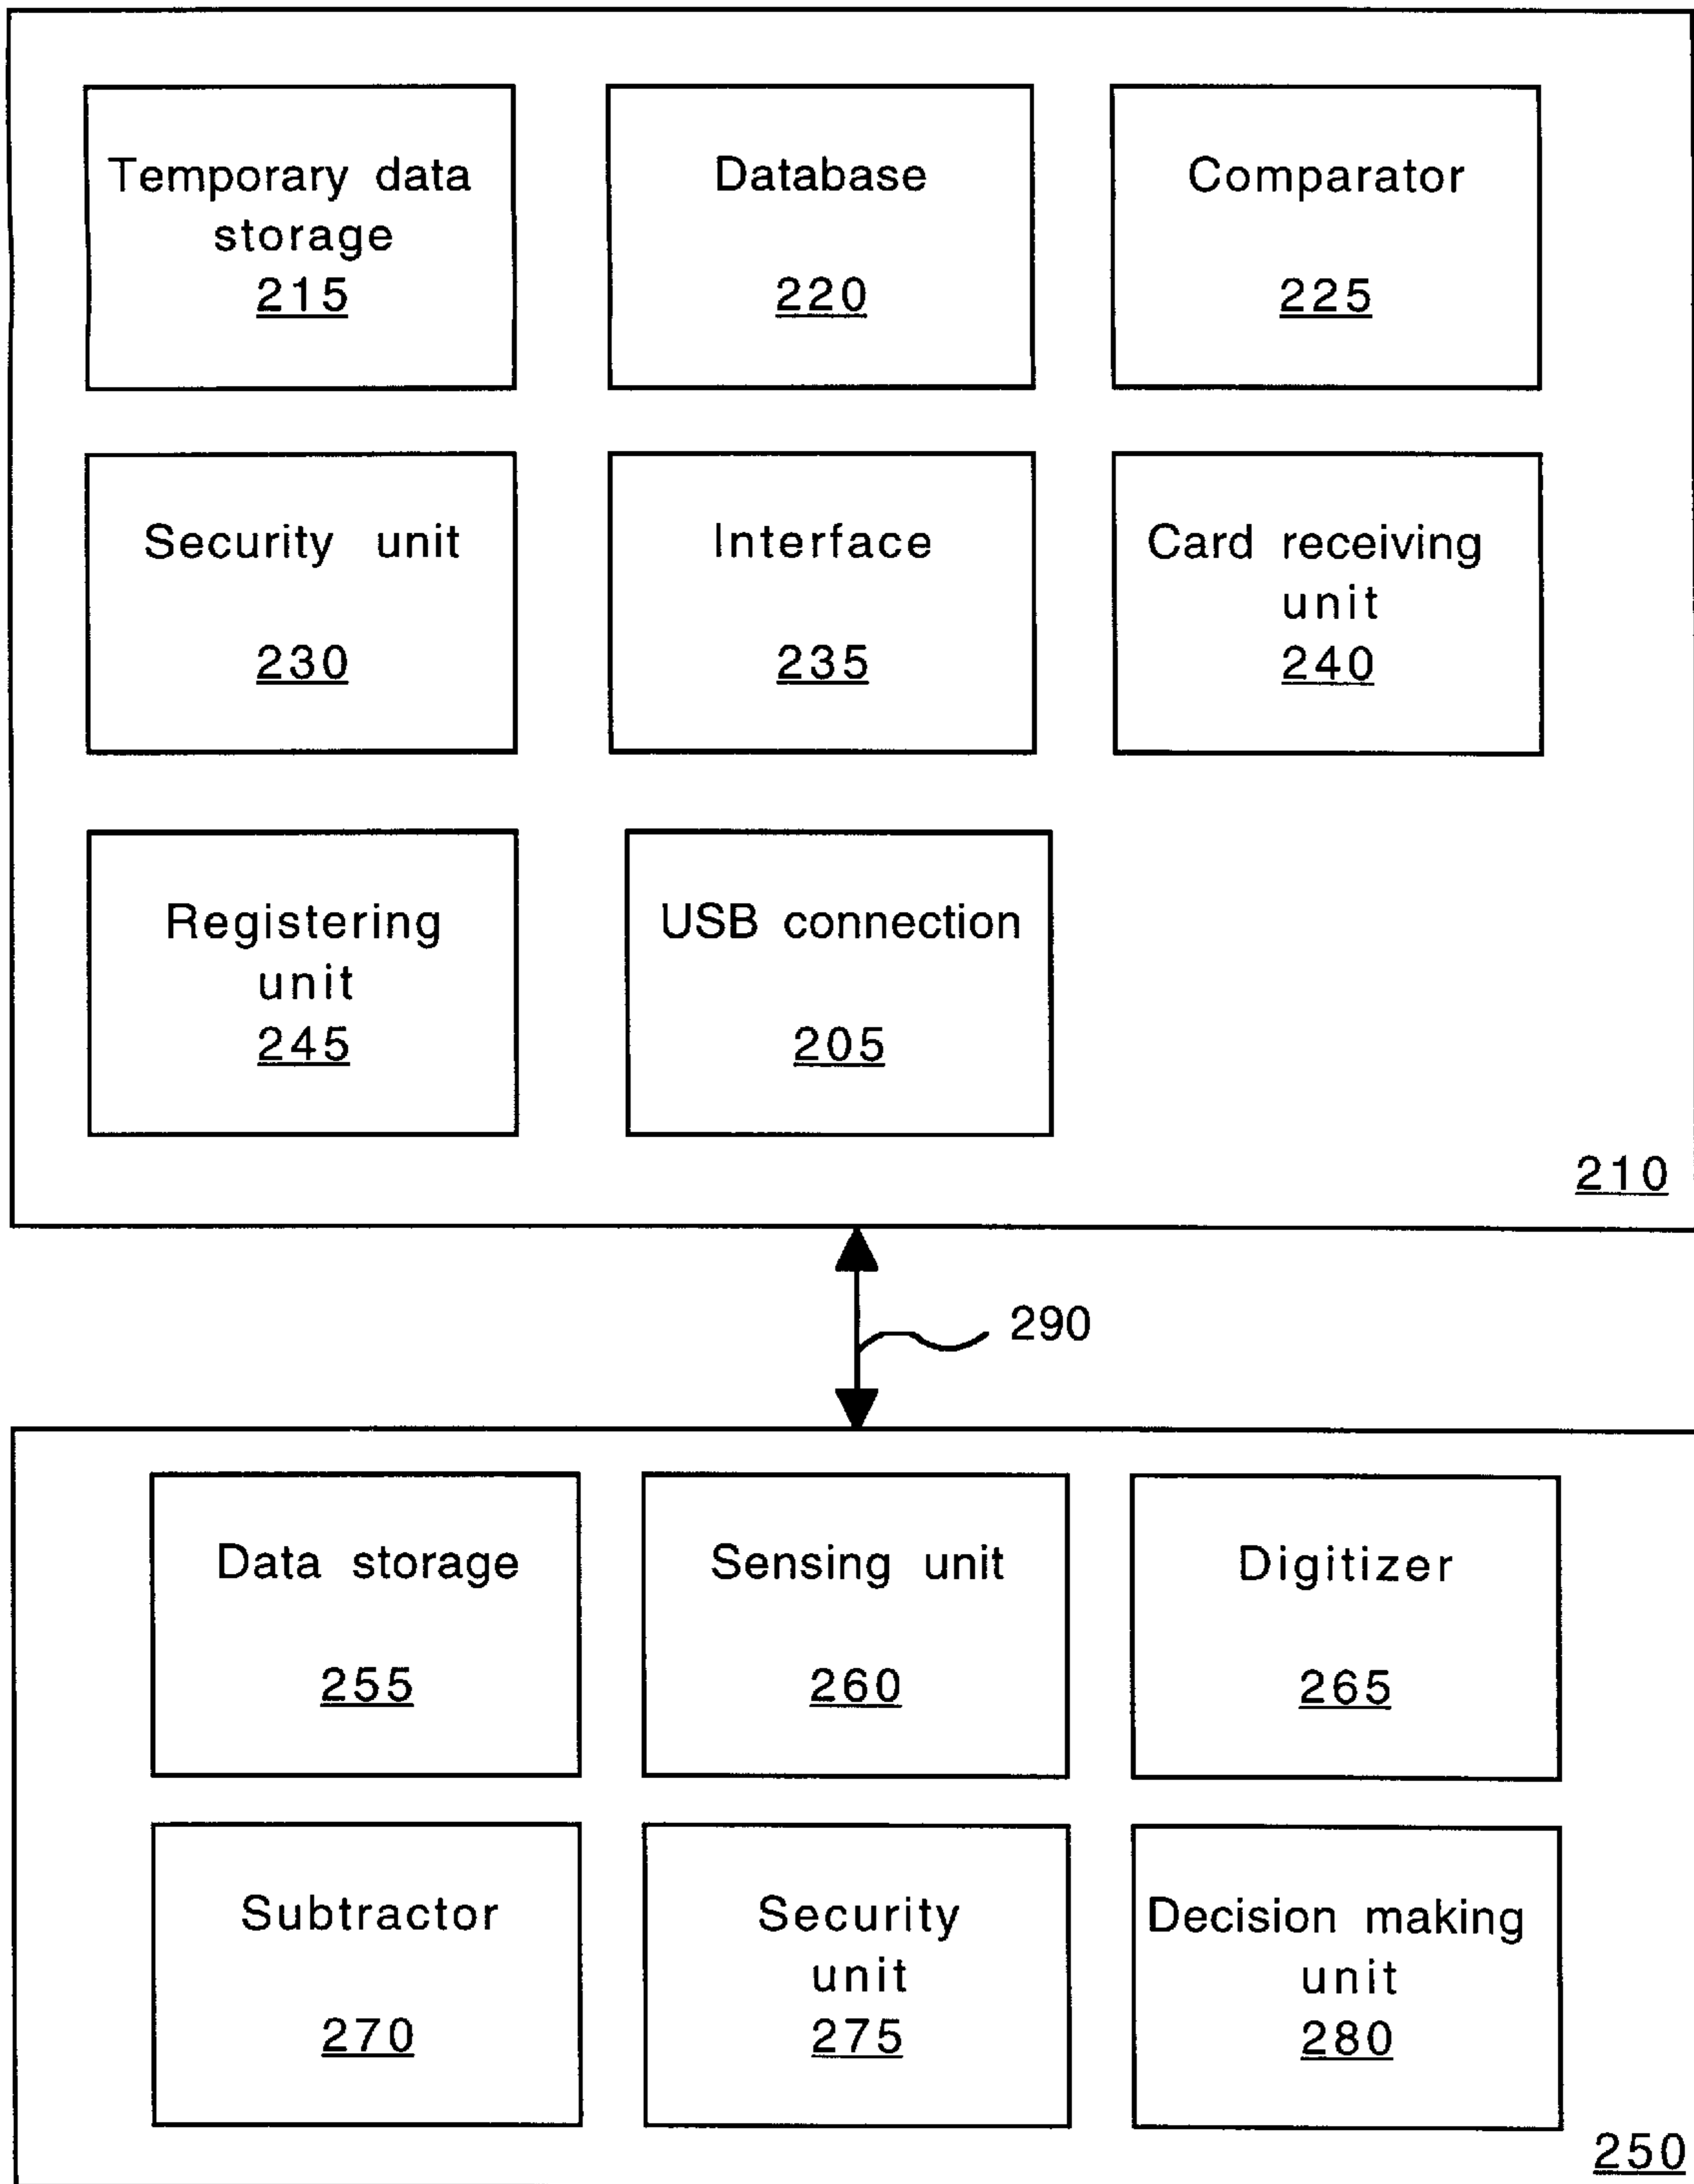 Temporary data
storage
215
Database
220
Comparator
225
Security unit
230
Interface
235
Card receiving
unit
240
Registering
unit
245
USB connection
205
210
290
Data storage
255
Sensing unit
260
Digitizer
265
Subtractor
270
Security
unit
275
Decision making
unit
280
250